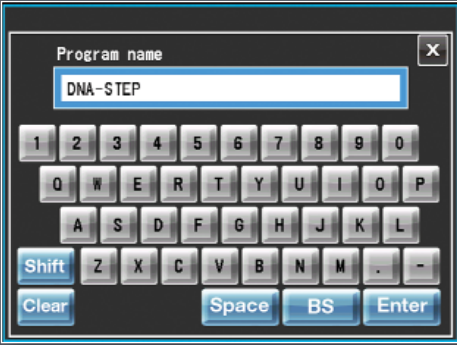 Program name
X
DNA-STEP
1 2 3 4 5 6 7 8 9 0
Q W E R T Y U I O P
A S D F G H J K L
Shift Z X C V B N M . -
Clear Space BS Enter